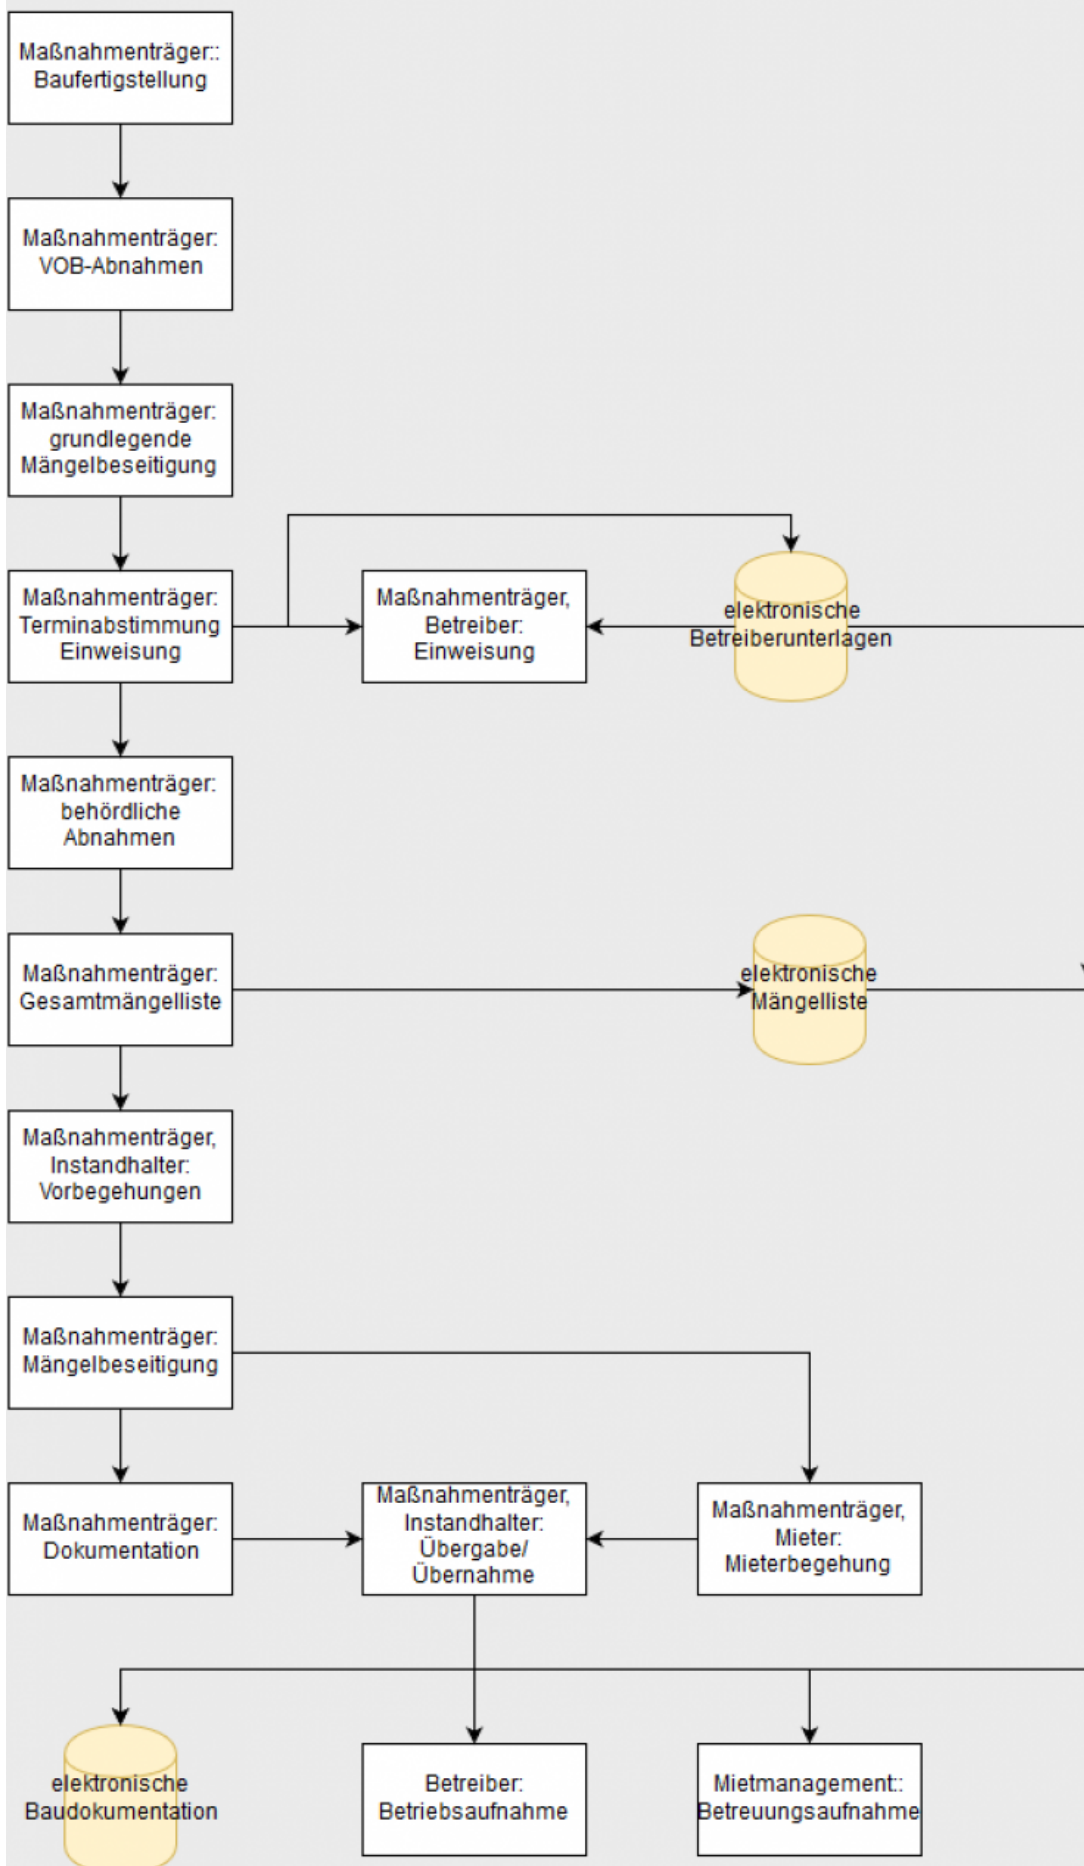 Maßnahmenträger::
Baufertigstellung
Maßnahmenträger:
VOB-Abnahmen
Maßnahmenträger:
grundlegende
Mängelbeseitigung
Maßnahmenträger:
Terminabstimmung
Einweisung
Maßnahmenträger,
Betreiber:
Einweisung
elektronische
Betreiberunterlagen
Maßnahmenträger:
behördliche
Abnahmen
Maßnahmenträger:
Gesamtmängelliste
elektronische
Mängelliste
Maßnahmenträger,
Instandhalter:
Vorbegehungen
Maßnahmenträger:
Mängelbeseitigung
Maßnahmenträger:
Dokumentation
Maßnahmenträger,
Instandhalter:
Übergabe/
Übernahme
Maßnahmenträger,
Mieter:
Mieterbegehung
elektronische
Baudokumentation
Betreiber:
Betriebsaufnahme
Mietmanagement::
Betreuungsaufnahme